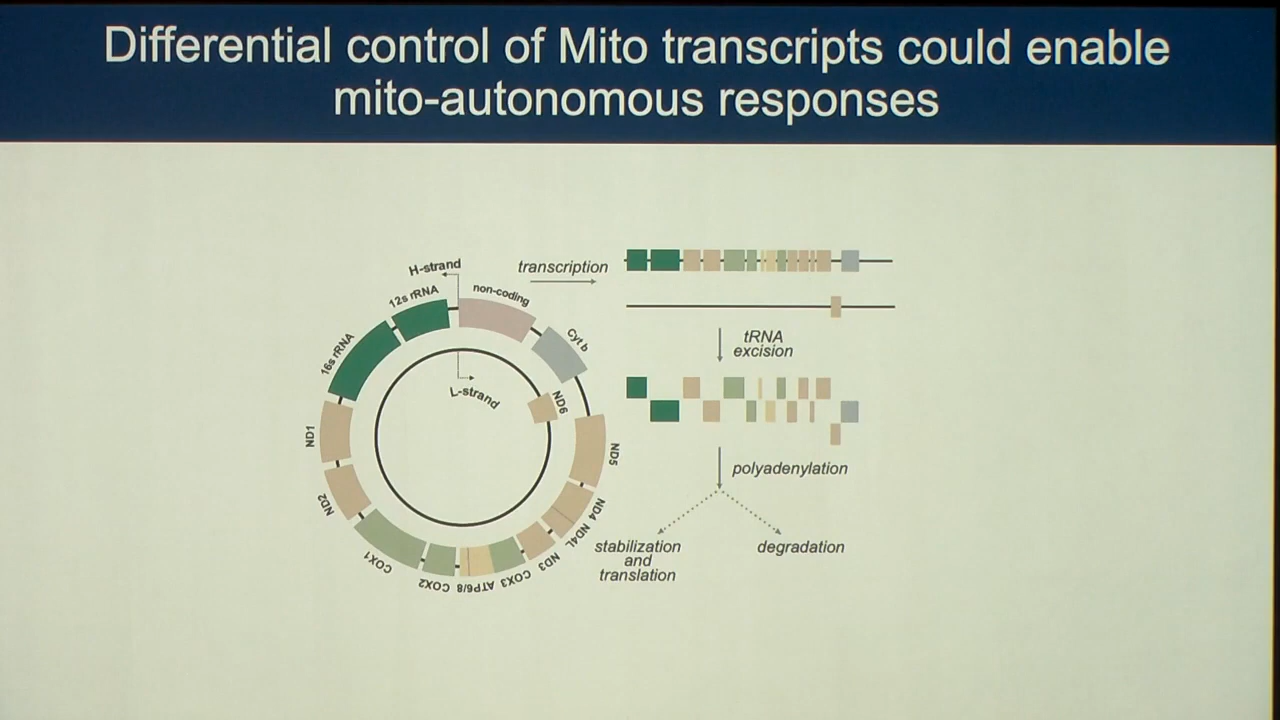 Differential control of Mito transcripts could enable
mito-autonomous responses
H-strand
12s rRNA
non-coding
16s rRNA
Cyt b
L-strand
ND6
ND1
ND5
ND2
ND4
ND4L
COX1
ND3
COX2
ATP6/8
COX3
transcription
tRNA
excision
polyadenylation
stabilization
and
translation
degradation